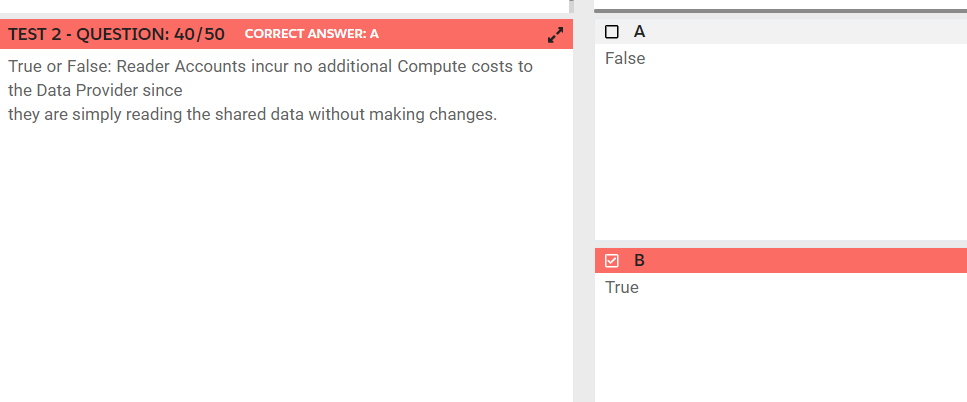 TEST 2 - QUESTION: 40/50 CORRECT ANSWER: A
True or False: Reader Accounts incur no additional Compute costs to
the Data Provider since
they are simply reading the shared data without making changes.
A
False
B
True